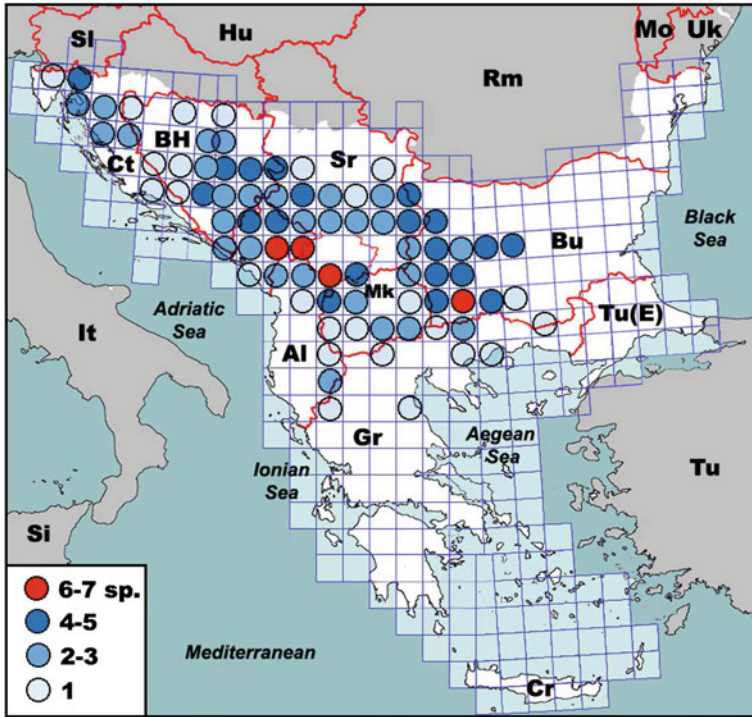 Sl
Hu
Mo
Uk
Rm
BH
Sr
Ct
Black
Sea
Bu
Mk
Adriatic
Sea
Tu(E)
It
Al
Gr
Aegean
Sea
Ionian
Sea
Tu
Si
6-7 sp.
4-5
2-3
1
Mediterranean
Cr